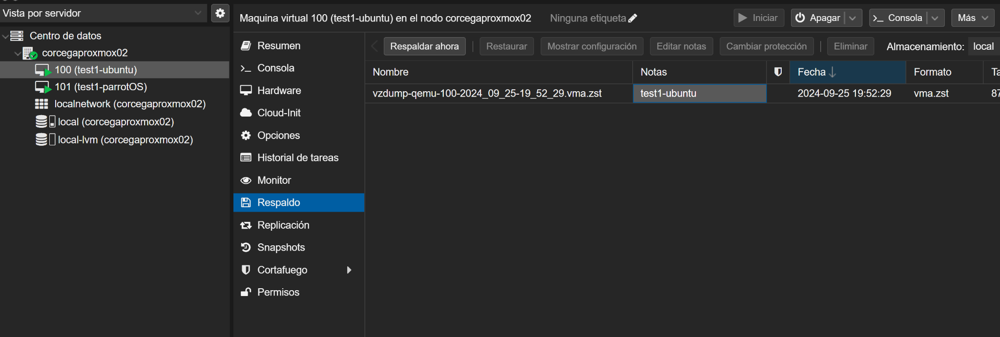 Vista por servidor
Centro de datos
corcegaproxmox02
100 (test1-ubuntu)
101 (test1-parrotOS)
localnetwork (corcegaproxmox02)
local (corcegaproxmox02)
local-lvm (corcegaproxmox02)
Maquina virtual 100 (test1-ubuntu) en el nodo corcegaproxmox02 Ninguna etiqueta Iniciar Apagar Consola Más
Resumen
Consola
Hardware
Cloud-Init
Opciones
Historial de tareas
Monitor
Respaldo
Replicación
Snapshots
Cortafuego
Permisos
Respaldar ahora Restaurar Mostrar configuración Editar notas Cambiar protección Eliminar Almacenamiento: local
Nombre Notas Fecha Formato Ta
vzdump-qemu-100-2024_09_25-19_52_29.vma.zst test1-ubuntu 2024-09-25 19:52:29 vma.zst 87